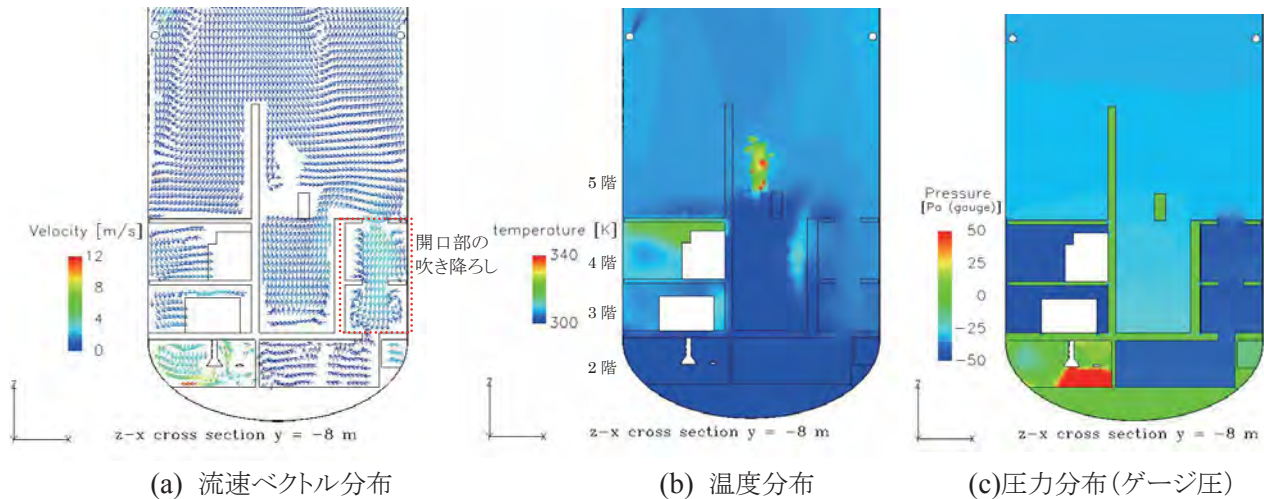 Velocity [m/s]
12
8
4
0
開口部の
吹き降ろし
z
x
z-x cross section y = -8 m
(a) 流速ベクトル分布
temperature [K]
340
300
5階
4階
3階
2階
z
x
z-x cross section y = -8 m
(b) 温度分布
Pressure
[Pa (gauge)]
50
25
0
-25
-50
z
x
z-x cross section y = -8 m
(c)圧力分布(ゲージ圧)